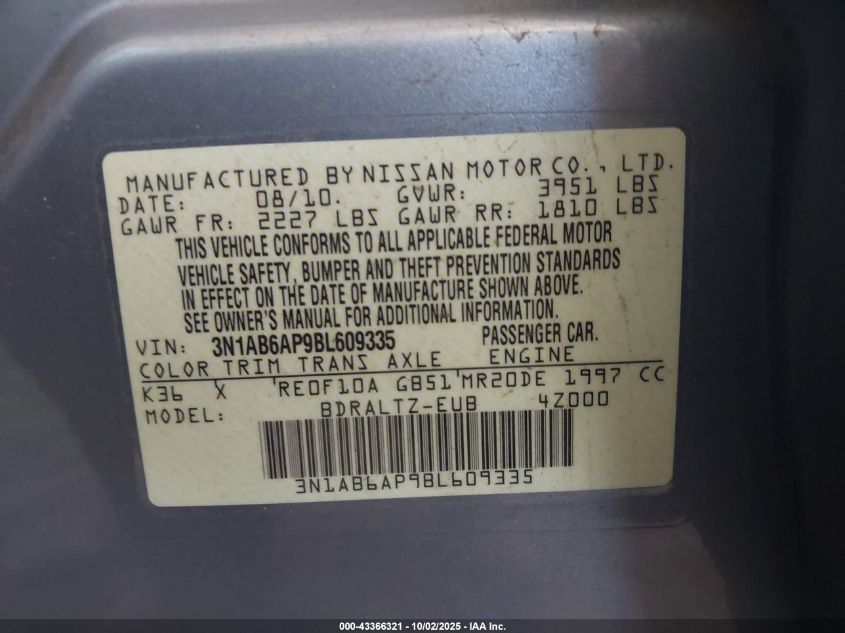 MANUFACTURED BY NISSAN MOTOR CO., LTD.
DATE: 08/10. GVWR: 3951 LBS
GAWR FR: 2227 LBS GAWR RR: 1810 LBS
THIS VEHICLE CONFORMS TO ALL APPLICABLE FEDERAL MOTOR
VEHICLE SAFETY, BUMPER AND THEFT PREVENTION STANDARDS
IN EFFECT ON THE DATE OF MANUFACTURE SHOWN ABOVE.
SEE OWNER'S MANUAL FOR ADDITIONAL INFORMATION.
VIN: 3N1AB6AP9BL609335 PASSENGER CAR.
COLOR TRIM TRANS AXLE ENGINE
K36 X 'RE0F10A GB51'MR20DE 1997 CC
MODEL: BDRALTZ-EUB 4Z000
3N1AB6AP9BL609335
000-43366321 - 10/02/2025 - IAA Inc.